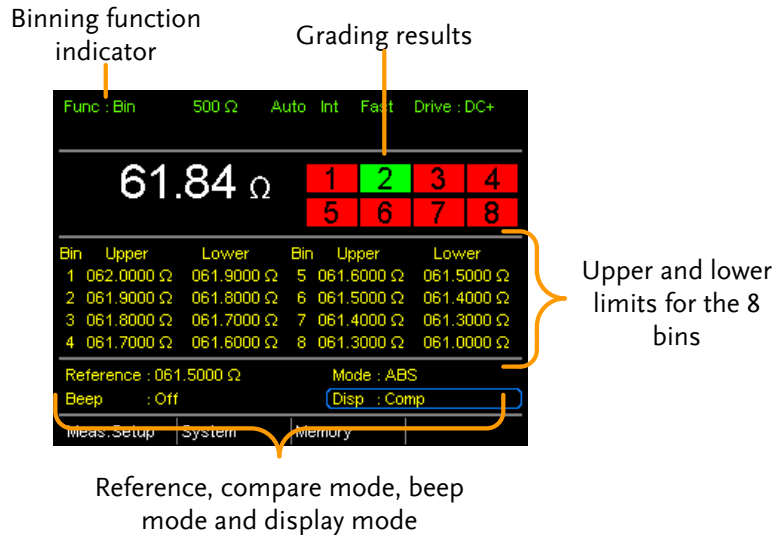 Binning function
indicator
Grading results
Func : Bin 500 Ω Auto Int Fast Drive : DC+
61.84 Ω
1 2 3 4
5 6 7 8
Bin Upper Lower Bin Upper Lower
1 062.0000 Ω 061.9000 Ω 5 061.6000 Ω 061.5000 Ω
2 061.9000 Ω 061.8000 Ω 6 061.5000 Ω 061.4000 Ω
3 061.8000 Ω 061.7000 Ω 7 061.4000 Ω 061.3000 Ω
4 061.7000 Ω 061.6000 Ω 8 061.3000 Ω 061.0000 Ω
Upper and lower
limits for the 8
bins
Reference : 061.5000 Ω Mode : ABS
Beep : Off Disp : Comp
Meas.Setup System Memory
Reference, compare mode, beep
mode and display mode